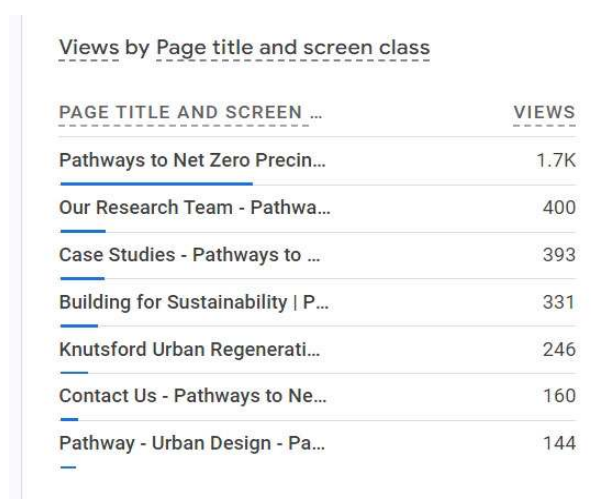 Views by Page title and screen class
PAGE TITLE AND SCREEN ... VIEWS
Pathways to Net Zero Precin... 1.7K
Our Research Team - Pathwa... 400
Case Studies - Pathways to ... 393
Building for Sustainability | P... 331
Knutsford Urban Regenerati... 246
Contact Us - Pathways to Ne... 160
Pathway - Urban Design - Pa... 144